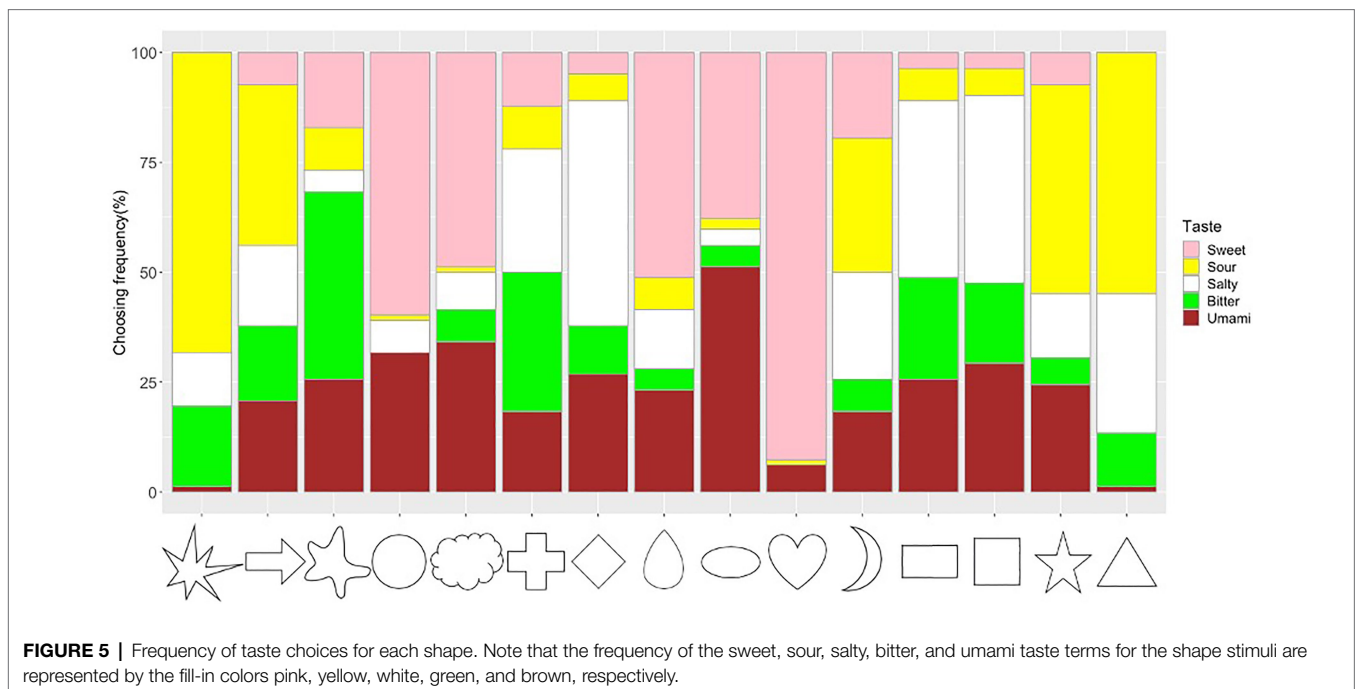 100
75
50
25
0
Choosing frequency(%)
Taste
Sweet
Sour
Salty
Bitter
Umami
FIGURE 5 | Frequency of taste choices for each shape. Note that the frequency of the sweet, sour, salty, bitter, and umami taste terms for the shape stimuli are
represented by the fill-in colors pink, yellow, white, green, and brown, respectively.